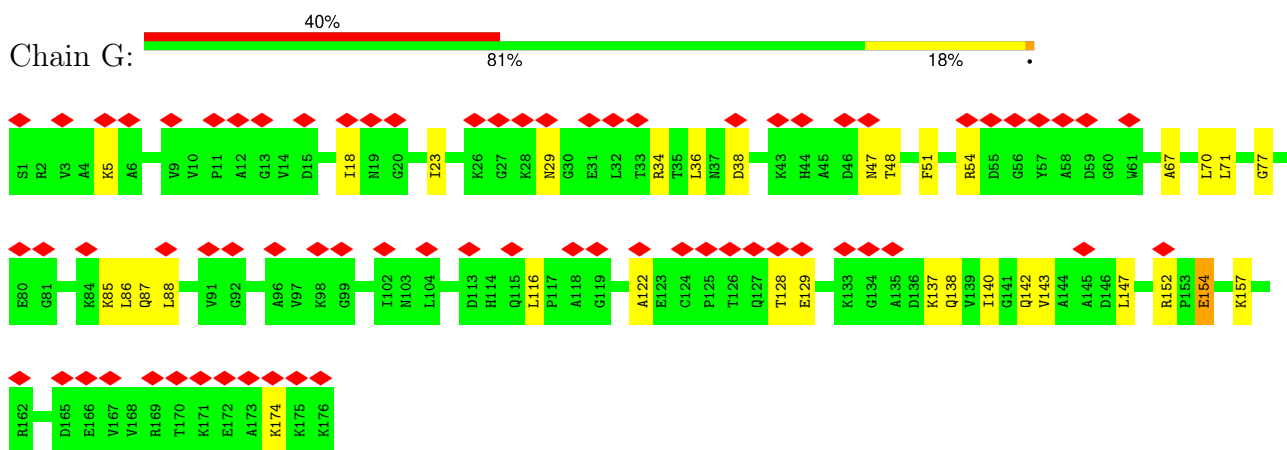 40%
Chain G:
81% 18% •
S1 R2 V3 A4 K5 A6 V9 V10 P11 A12 G13 V14 D15 I18 N19 G20 I23 K26 G27 K28 N29 G30 E31 L32 T33 R34 T35 L36 N37 D38 K43 H44 A45 D46 N47 T48 F51 R54 D55 G56 Y57 A58 D59 G60 W61 A67 L70 L71 G77
E80 G81 K84 K85 L86 Q87 L88 V91 G92 A96 V97 K98 G99 I102 N103 L104 D113 H114 Q115 L116 P117 A118 G119 A122 E123 C124 P125 T126 Q127 T128 E129 K133 G134 A135 D136 K137 Q138 V139 I140 G141 Q142 V143 A144 A145 D146 L147 R152 P153 E154 K157
R162 D165 E166 V167 V168 R169 T170 K171 E172 A173 K174 K175 K176